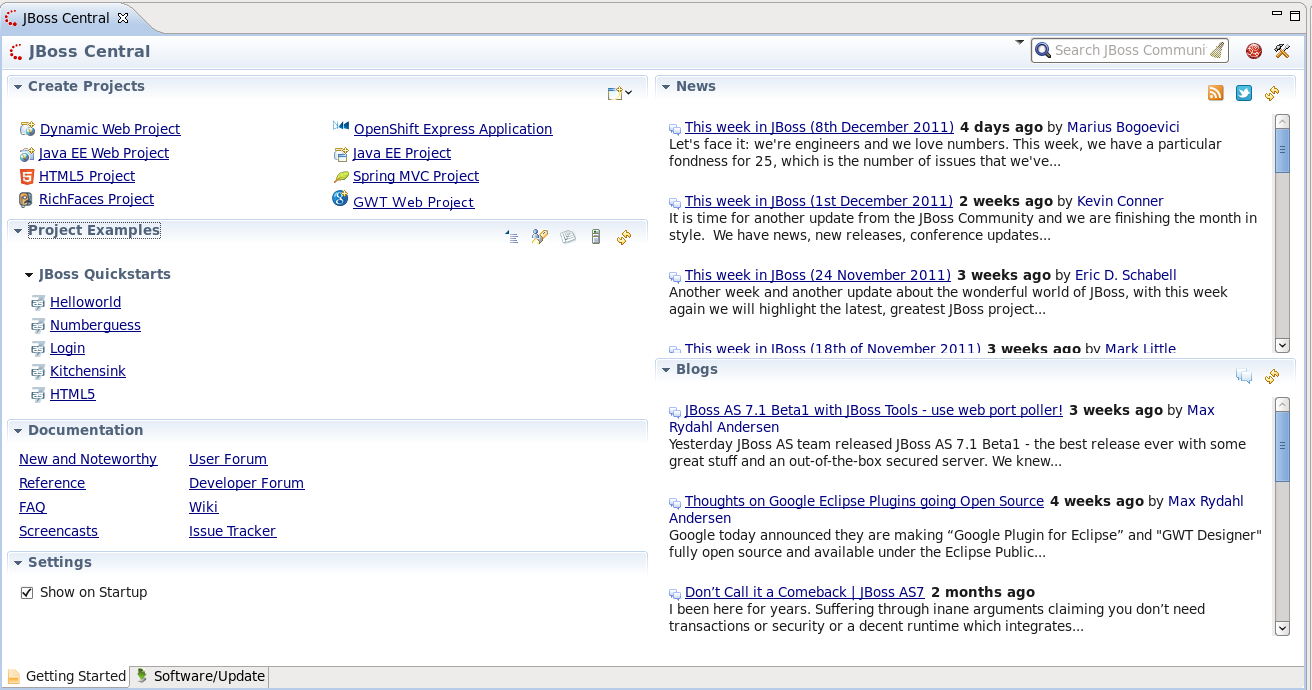 JBoss Central
JBoss Central
Search JBoss Communi
Create Projects
Dynamic Web Project
OpenShift Express Application
Java EE Web Project
Java EE Project
HTML5 Project
Spring MVC Project
RichFaces Project
GWT Web Project
Project Examples
JBoss Quickstarts
Helloworld
Numberguess
Login
Kitchensink
HTML5
Documentation
New and Noteworthy
User Forum
Reference
Developer Forum
FAQ
Wiki
Screencasts
Issue Tracker
Settings
Show on Startup
News
This week in JBoss (8th December 2011) 4 days ago by Marius Bogoevici
Let's face it: we're engineers and we love numbers. This week, we have a particular
fondness for 25, which is the number of issues that we've...
This week in JBoss (1st December 2011) 2 weeks ago by Kevin Conner
It is time for another update from the JBoss Community and we are finishing the month in
style. We have news, new releases, conference updates...
This week in JBoss (24 November 2011) 3 weeks ago by Eric D. Schabell
Another week and another update about the wonderful world of JBoss, with this week
again we will highlight the latest, greatest JBoss project...
This week in JBoss (18th of November 2011) 3 weeks ago by Mark Little
Blogs
JBoss AS 7.1 Beta1 with JBoss Tools - use web port poller! 3 weeks ago by Max
Rydahl Andersen
Yesterday JBoss AS team released JBoss AS 7.1 Beta1 - the best release ever with some
great stuff and an out-of-the-box secured server. We knew...
Thoughts on Google Eclipse Plugins going Open Source 4 weeks ago by Max Rydahl
Andersen
Google today announced they are making “Google Plugin for Eclipse” and "GWT Designer"
fully open source and available under the Eclipse Public...
Don’t Call it a Comeback | JBoss AS7 2 months ago
I been here for years. Suffering through inane arguments claiming you don’t need
transactions or security or a decent runtime which integrates...
Getting Started
Software/Update